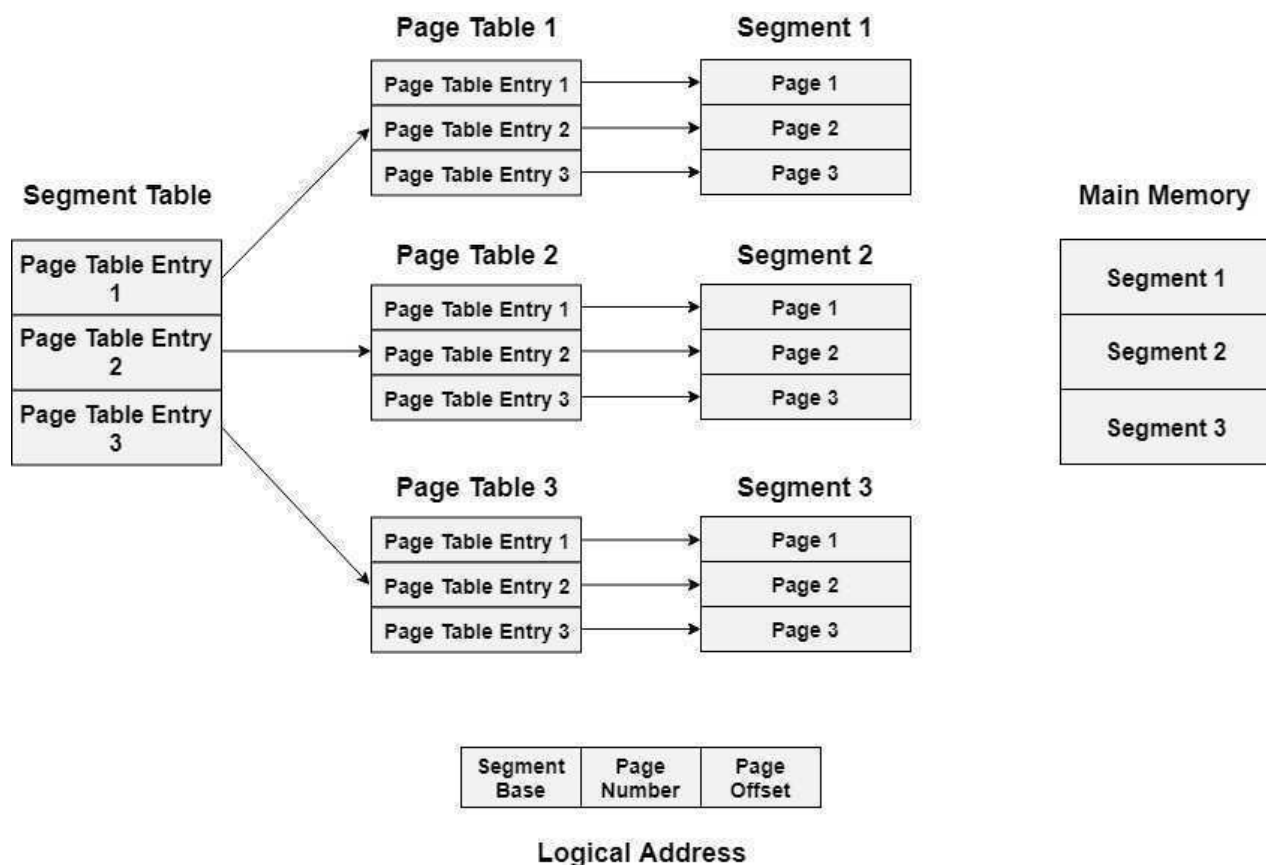 Page Table 1
Segment 1
Page Table Entry 1
Page 1
Page Table Entry 2
Page 2
Page Table Entry 3
Page 3
Segment Table
Page Table Entry
1
Page Table Entry
2
Page Table Entry
3
Page Table 2
Segment 2
Page Table Entry 1
Page 1
Page Table Entry 2
Page 2
Page Table Entry 3
Page 3
Main Memory
Segment 1
Segment 2
Segment 3
Page Table 3
Segment 3
Page Table Entry 1
Page 1
Page Table Entry 2
Page 2
Page Table Entry 3
Page 3
Segment
Base
Page
Number
Page
Offset
Logical Address